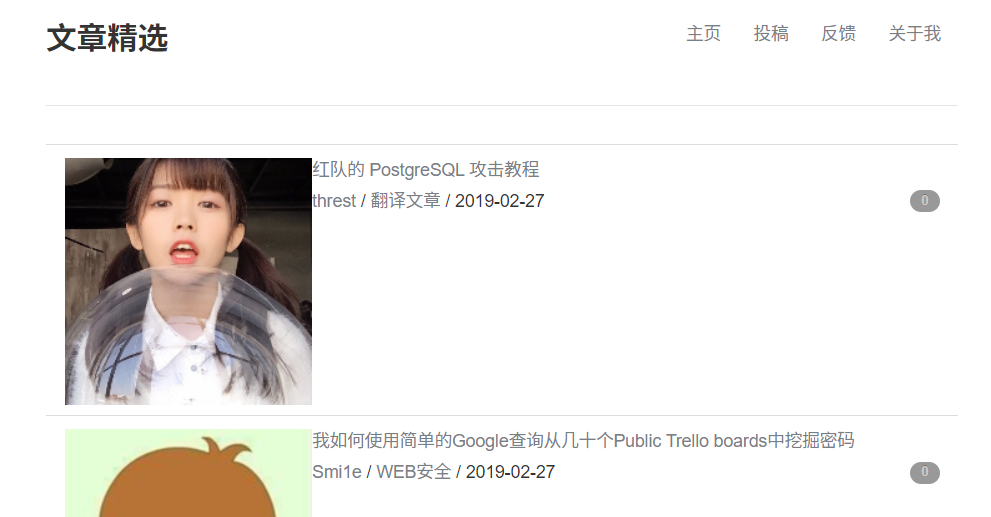 文章精选
主页 投稿 反馈 关于我
红队的 PostgreSQL 攻击教程
threst / 翻译文章 / 2019-02-27
0
我如何使用简单的Google查询从几十个Public Trello boards中挖掘密码
Smi1e / WEB安全 / 2019-02-27
0